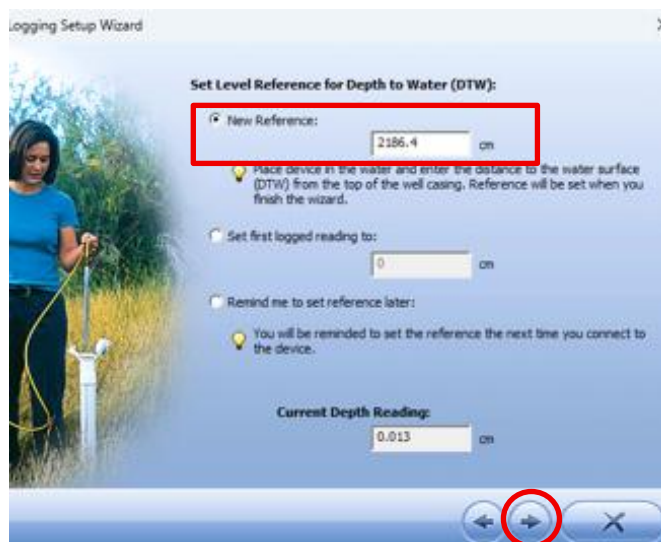 Logging Setup Wizard
Set Level Reference for Depth to Water (DTW):
New Reference:
2186.4 cm
Place device in the water and enter the distance to the water surface
(DTW) from the top of the well casing. Reference will be set when you
finish the wizard.
Set first logged reading to:
0 cm
Remind me to set reference later:
You will be reminded to set the reference the next time you connect to
the device.
Current Depth Reading:
0.013 cm